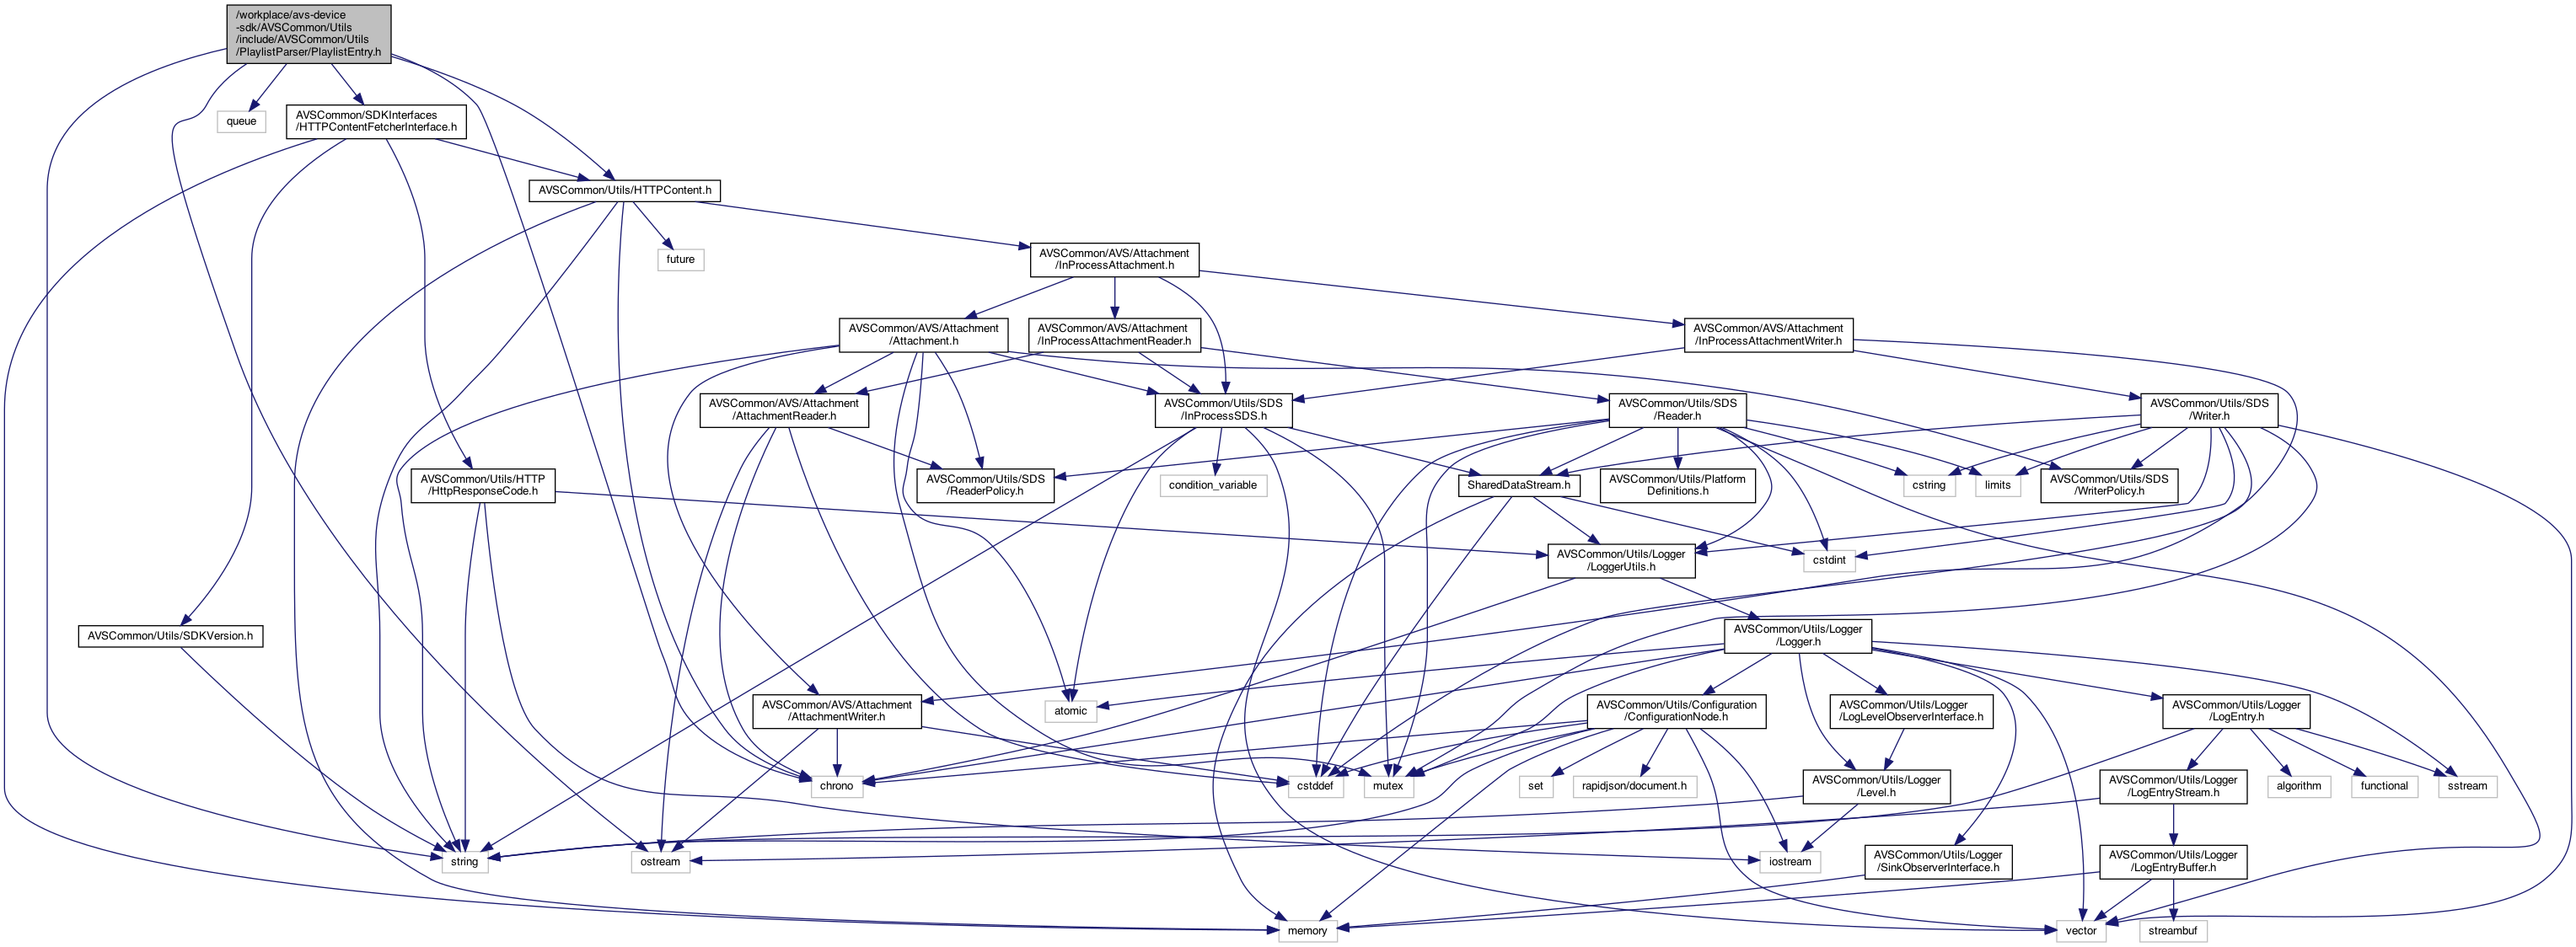 /workplace/avs-device
-sdk/AVSCommon/Utils
/include/AVSCommon/Utils
/PlaylistParser/PlaylistEntry.h
queue
AVSCommon/SDKInterfaces
/HTTPContentFetcherInterface.h
AVSCommon/Utils/HTTPContent.h
future
AVSCommon/AVS/Attachment
/InProcessAttachment.h
AVSCommon/AVS/Attachment
/Attachment.h
AVSCommon/AVS/Attachment
/InProcessAttachmentReader.h
AVSCommon/AVS/Attachment
/InProcessAttachmentWriter.h
AVSCommon/AVS/Attachment
/AttachmentReader.h
AVSCommon/Utils/SDS
/InProcessSDS.h
AVSCommon/Utils/SDS
/Reader.h
AVSCommon/Utils/SDS
/Writer.h
AVSCommon/Utils/HTTP
/HttpResponseCode.h
AVSCommon/Utils/SDS
/ReaderPolicy.h
condition_variable
SharedDataStream.h
AVSCommon/Utils/Platform
Definitions.h
cstring
limits
AVSCommon/Utils/SDS
/WriterPolicy.h
AVSCommon/Utils/Logger
/LoggerUtils.h
cstdint
AVSCommon/Utils/SDKVersion.h
AVSCommon/Utils/Logger
/Logger.h
AVSCommon/AVS/Attachment
/AttachmentWriter.h
atomic
AVSCommon/Utils/Configuration
/ConfigurationNode.h
AVSCommon/Utils/Logger
/LogLevelObserverInterface.h
AVSCommon/Utils/Logger
/LogEntry.h
chrono
cstddef
mutex
set
rapidjson/document.h
AVSCommon/Utils/Logger
/Level.h
AVSCommon/Utils/Logger
/LogEntryStream.h
algorithm
functional
sstream
string
ostream
iostream
AVSCommon/Utils/Logger
/SinkObserverInterface.h
AVSCommon/Utils/Logger
/LogEntryBuffer.h
memory
vector
streambuf